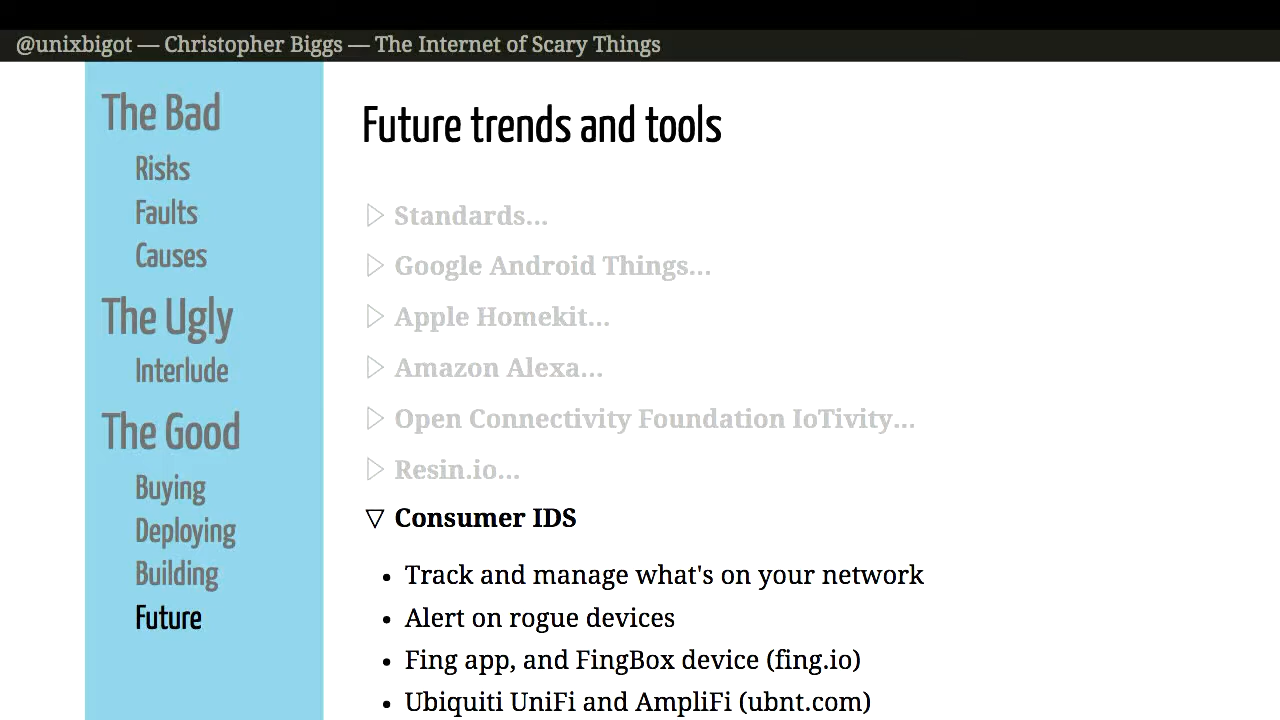 @unixbigot — Christopher Biggs — The Internet of Scary Things
The Bad
Risks
Faults
Causes
The Ugly
Interlude
The Good
Buying
Deploying
Building
Future
Future trends and tools
▷ Standards...
▷ Google Android Things...
▷ Apple Homekit...
▷ Amazon Alexa...
▷ Open Connectivity Foundation IoTivity...
▷ Resin.io...
▽ Consumer IDS
• Track and manage what's on your network
• Alert on rogue devices
• Fing app, and FingBox device (fing.io)
• Ubiquiti UniFi and AmpliFi (ubnt.com)